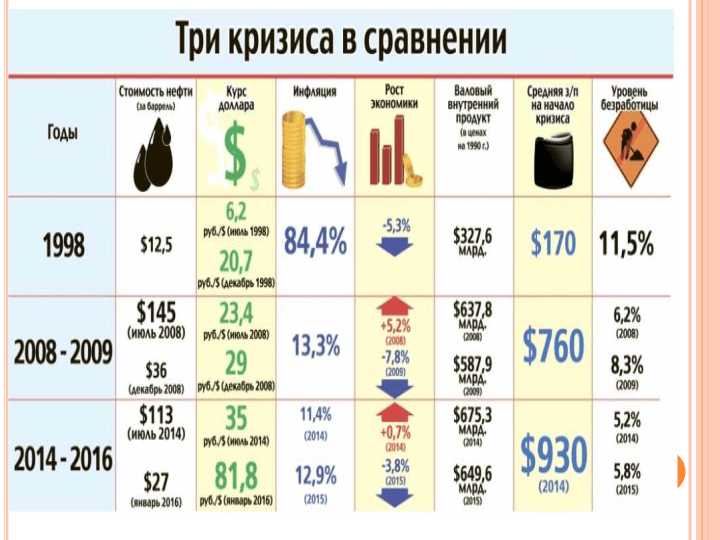 Три кризиса в сравнении
Годы
Стоимость нефти
(за баррель)
Курс
доллара
Инфляция
Рост
экономики
Валовый
внутренний
продукт
(в ценах
на 1990 г.)
Средняя з/п
на начало
кризиса
Уровень
безработицы
$
$
1998
$12,5
6,2
руб./$ (июль 1998)
20,7
руб./$ (декабрь 1998)
84,4%
-5,3%
$327,6
млрд.
$170
11,5%
2008 - 2009
$145
(июль 2008)
$36
(декабрь 2008)
23,4
руб./$ (июль 2008)
29
руб./$ (декабрь 2008)
13,3%
+5,2%
(2008)
-7,8%
(2009)
$637,8
млрд.
(2008)
$587,9
млрд.
(2009)
$760
6,2%
(2008)
8,3%
(2009)
2014 - 2016
$113
(июль 2014)
$27
(январь 2016)
35
руб./$ (июль 2014)
81,8
руб./$ (январь 2016)
11,4%
(2014)
12,9%
(2015)
+0,7%
(2014)
-3,8%
(2015)
$675,3
млрд.
(2014)
$649,6
млрд.
(2015)
$930
(2014)
5,2%
(2014)
5,8%
(2015)